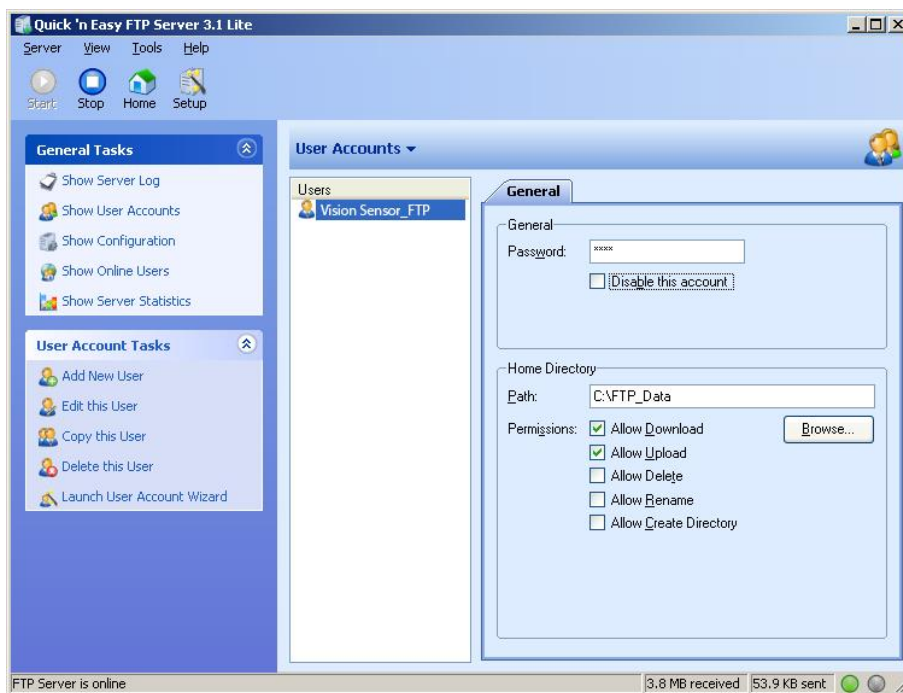 Quick 'n Easy FTP Server 3.1 Lite
Server View Tools Help
Start Stop Home Setup
General Tasks
Show Server Log
Show User Accounts
Show Configuration
Show Online Users
Show Server Statistics
User Account Tasks
Add New User
Edit this User
Copy this User
Delete this User
Launch User Account Wizard
User Accounts
Users
Vision Sensor_FTP
General
General
Password: ****
Disable this account
Home Directory
Path: C:\FTP_Data
Permissions: Allow Download Browse...
Allow Upload
Allow Delete
Allow Rename
Allow Create Directory
FTP Server is online 3.8 MB received 53.9 KB sent